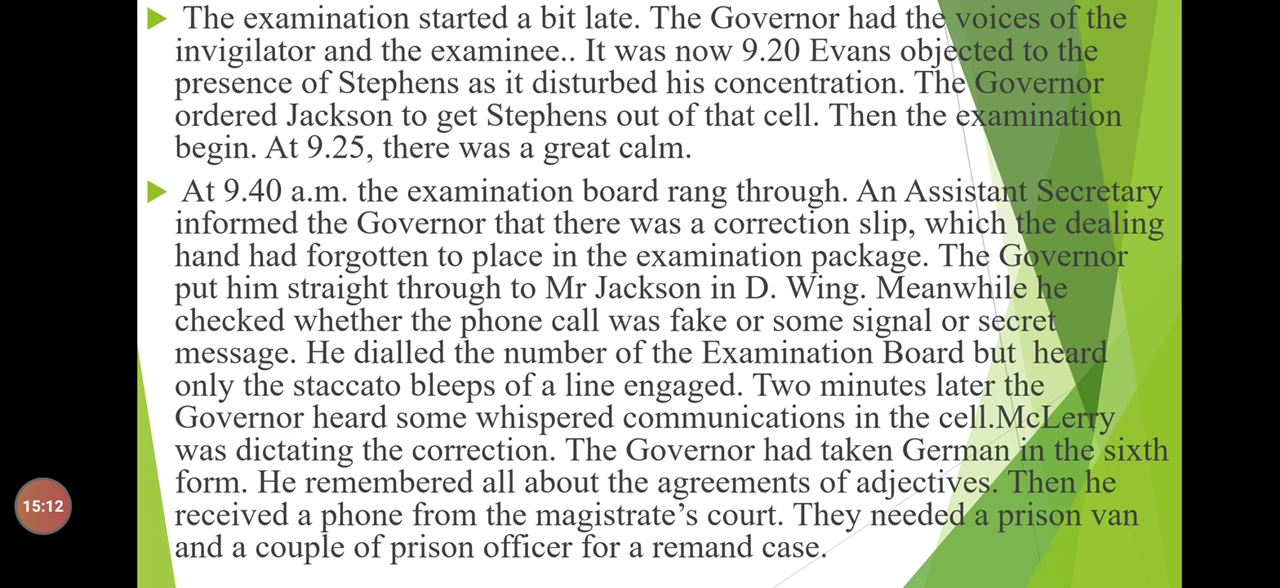 The examination started a bit late. The Governor had the voices of the
invigilator and the examinee.. It was now 9.20 Evans objected to the
presence of Stephens as it disturbed his concentration. The Governor
ordered Jackson to get Stephens out of that cell. Then the examination
begin. At 9.25, there was a great calm.
At 9.40 a.m. the examination board rang through. An Assistant Secretary
informed the Governor that there was a correction slip, which the dealing
hand had forgotten to place in the examination package. The Governor
put him straight through to Mr Jackson in D. Wing. Meanwhile he
checked whether the phone call was fake or some signal or secret
message. He dialled the number of the Examination Board but heard
only the staccato bleeps of a line engaged. Two minutes later the
Governor heard some whispered communications in the cell.McLerry
was dictating the correction. The Governor had taken German in the sixth
form. He remembered all about the agreements of adjectives. Then he
received a phone from the magistrate's court. They needed a prison van
and a couple of prison officer for a remand case.
15:12